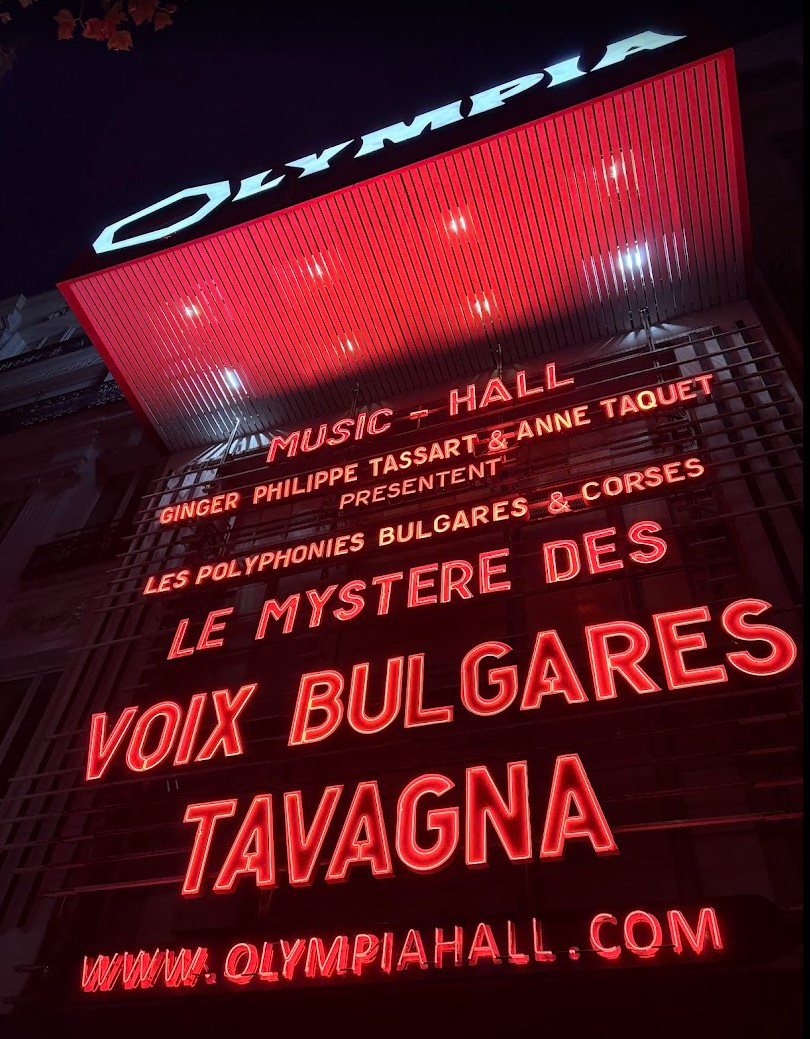 OLYMPIA
MUSIC - HALL
GINGER PHILIPPE TASSART & ANNE TAQUET
PRESENTENT
LES POLYPHONIES BULGARES & CORSES
LE MYSTERE DES
VOIX BULGARES
TAVAGNA
WWW.OLYMPIAHALL.COM